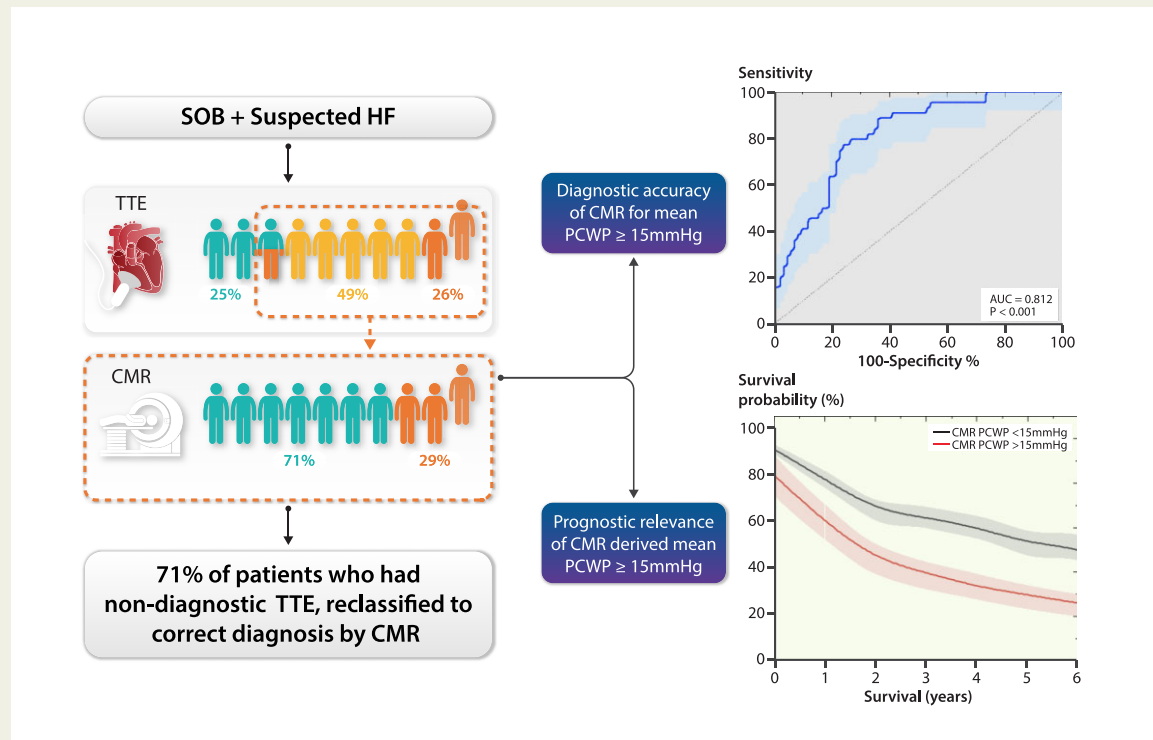 SOB + Suspected HF
TTE
25%
49%
26%
CMR
71%
29%
71% of patients who had
non-diagnostic TTE, reclassified to
correct diagnosis by CMR
Diagnostic accuracy
of CMR for mean
PCWP ≥ 15mmHg
Prognostic relevance
of CMR derived mean
PCWP ≥ 15mmHg
Sensitivity
100
80
60
40
20
0
AUC = 0.812
P < 0.001
0 20 40 60 80 100
100-Specificity %
Survival
probability (%)
100
80
60
40
20
0
CMR PCWP <15mmHg
CMR PCWP >15mmHg
0 1 2 3 4 5 6
Survival (years)